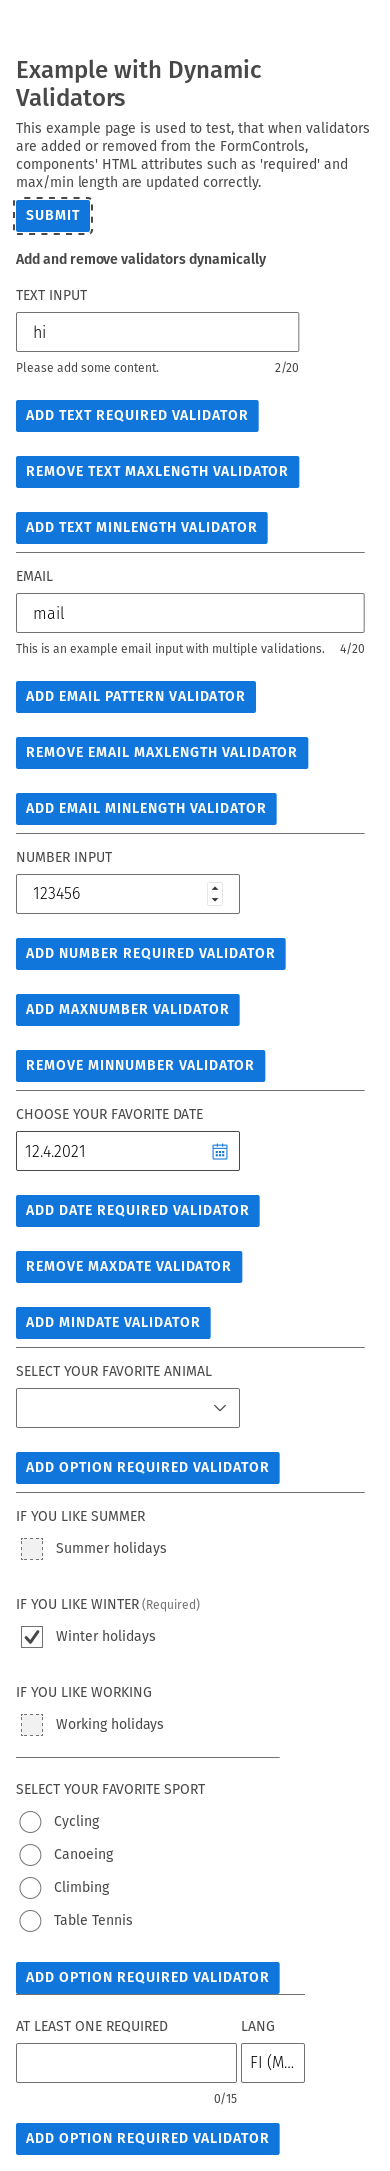 Example with Dynamic
Validators
This example page is used to test, that when validators
are added or removed from the FormControls,
components' HTML attributes such as 'required' and
max/min length are updated correctly.
SUBMIT
Add and remove validators dynamically
TEXT INPUT
hi
Please add some content. 2/20
ADD TEXT REQUIRED VALIDATOR
REMOVE TEXT MAXLENGTH VALIDATOR
ADD TEXT MINLENGTH VALIDATOR
EMAIL
mail
This is an example email input with multiple validations. 4/20
ADD EMAIL PATTERN VALIDATOR
REMOVE EMAIL MAXLENGTH VALIDATOR
ADD EMAIL MINLENGTH VALIDATOR
NUMBER INPUT
123456
ADD NUMBER REQUIRED VALIDATOR
ADD MAXNUMBER VALIDATOR
REMOVE MINNUMBER VALIDATOR
CHOOSE YOUR FAVORITE DATE
12.4.2021
ADD DATE REQUIRED VALIDATOR
REMOVE MAXDATE VALIDATOR
ADD MINDATE VALIDATOR
SELECT YOUR FAVORITE ANIMAL
ADD OPTION REQUIRED VALIDATOR
IF YOU LIKE SUMMER
Summer holidays
IF YOU LIKE WINTER (Required)
Winter holidays
IF YOU LIKE WORKING
Working holidays
SELECT YOUR FAVORITE SPORT
Cycling
Canoeing
Climbing
Table Tennis
ADD OPTION REQUIRED VALIDATOR
AT LEAST ONE REQUIRED LANG
FI (M...
0/15
ADD OPTION REQUIRED VALIDATOR